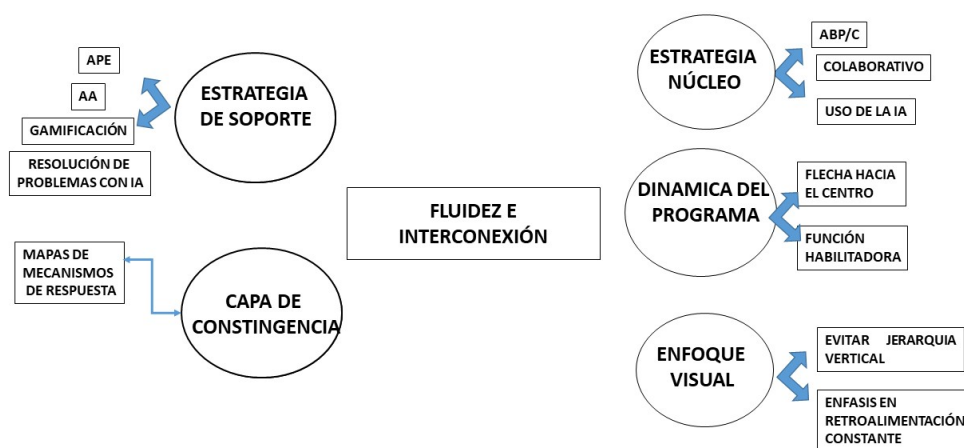 APE
AA
GAMIFICACIÓN
RESOLUCIÓN DE
PROBLEMAS CON IA
ESTRATEGIA
DE SOPORTE
MAPAS DE
MECANISMOS
DE RESPUESTA
CAPA DE
CONSTINGENCIA
FLUIDEZ E
INTERCONEXIÓN
ESTRATEGIA
NÚCLEO
ABP/C
COLABORATIVO
USO DE LA IA
DINAMICA DEL
PROGRAMA
FLECHA HACIA
EL CENTRO
FUNCIÓN
HABILITADORA
ENFOQUE
VISUAL
EVITAR JERARQUIA
VERTICAL
ENFASIS EN
RETROALIMENTACIÓN
CONSTANTE